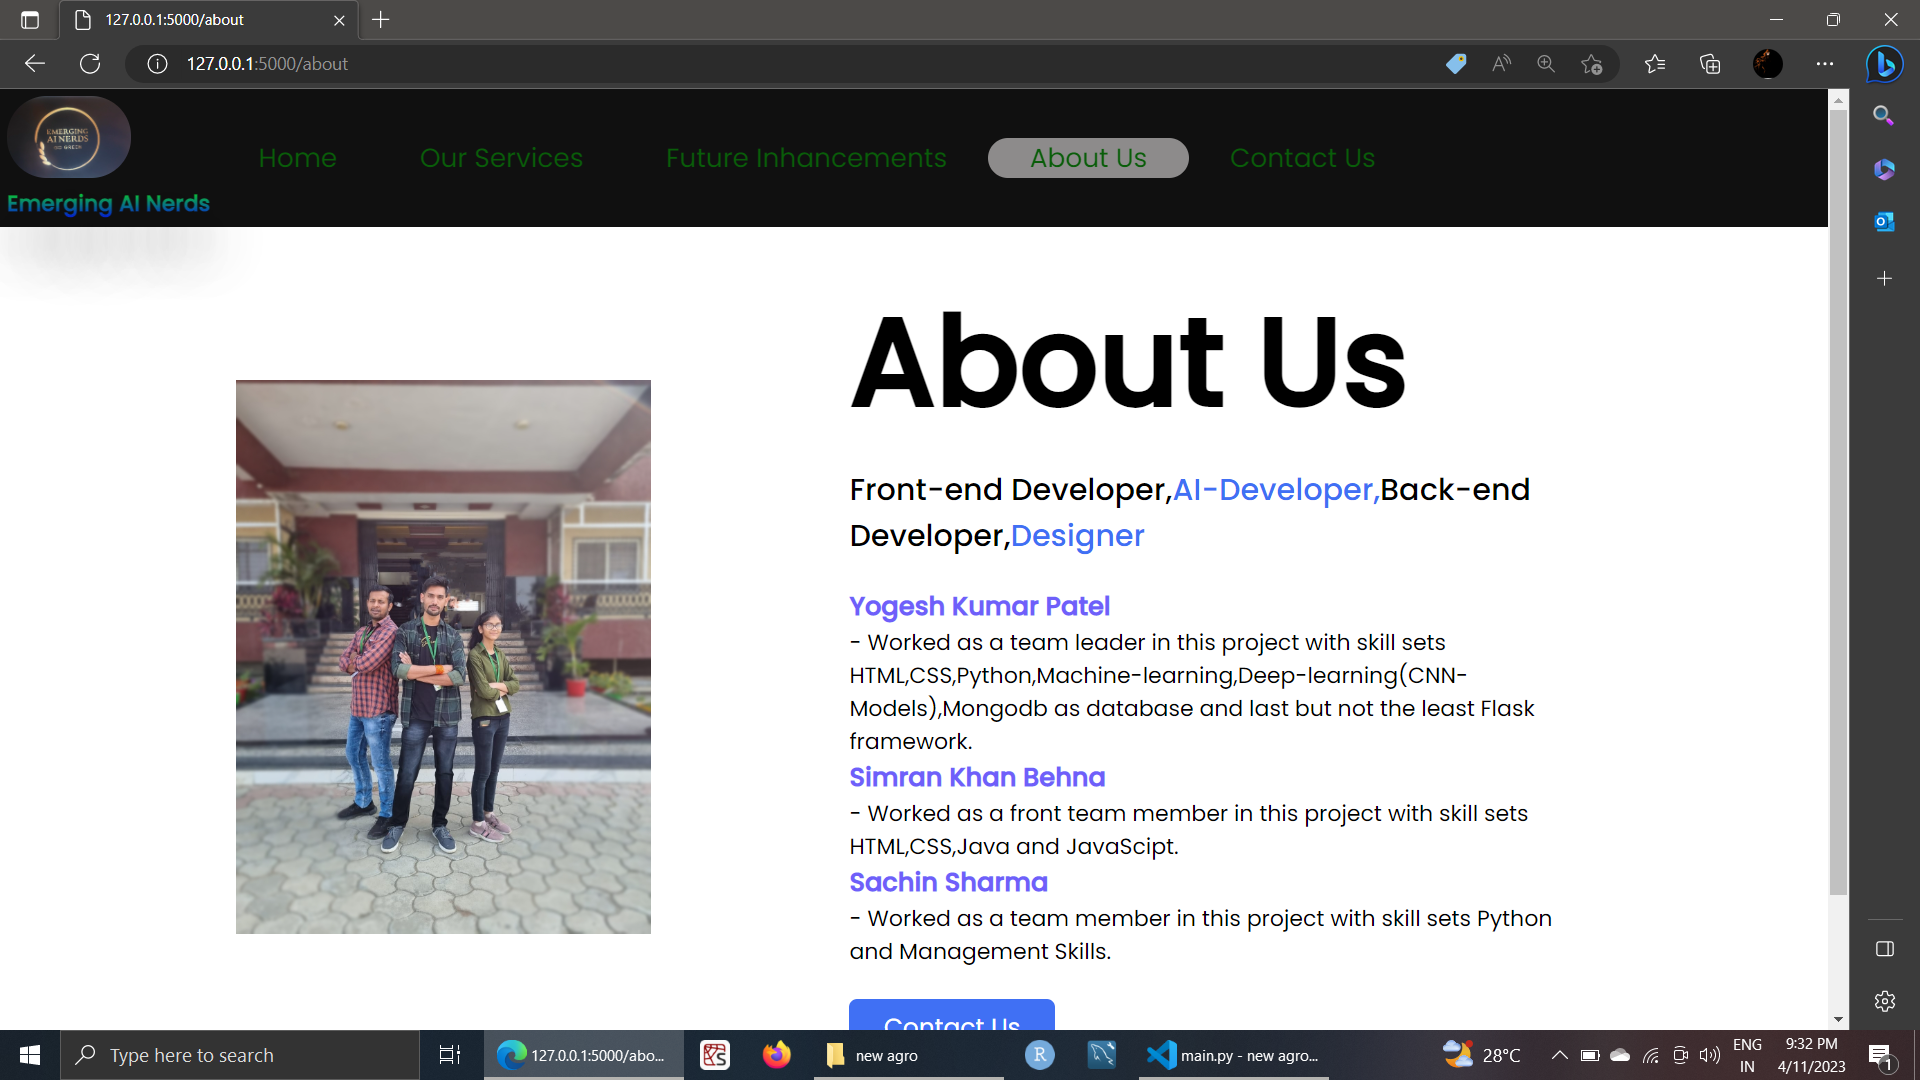 127.0.0.1:5000/about
127.0.0.1:5000/about
EMERGING
AI NERDS
Emerging AI Nerds
Home
Our Services
Future Inhancements
About Us
Contact Us
About Us
Front-end Developer,AI-Developer,Back-end
Developer,Designer
Yogesh Kumar Patel
- Worked as a team leader in this project with skill sets
HTML,CSS,Python,Machine-learning,Deep-learning(CNN-
Models),Mongodb as database and last but not the least Flask
framework.
Simran Khan Behna
- Worked as a front team member in this project with skill sets
HTML,CSS,Java and JavaScipt.
Sachin Sharma
- Worked as a team member in this project with skill sets Python
and Management Skills.
Contact Us
Type here to search
127.0.0.1:5000/abo...
new agro
R
main.py - new agro...
28°C
ENG
IN
9:32 PM
4/11/2023
1